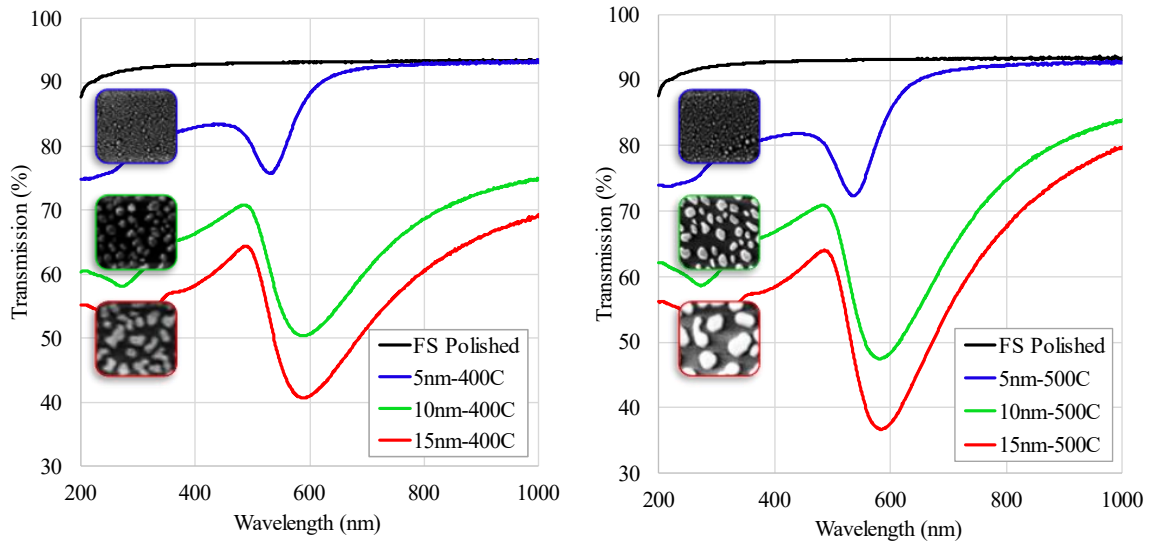 100
90
80
70
60
50
40
30
Transmission (%)
200
400
600
800
1000
Wavelength (nm)
FS Polished
5nm-400C
10nm-400C
15nm-400C
100
90
80
70
60
50
40
30
Transmission (%)
200
400
600
800
1000
Wavelength (nm)
FS Polished
5nm-500C
10nm-500C
15nm-500C